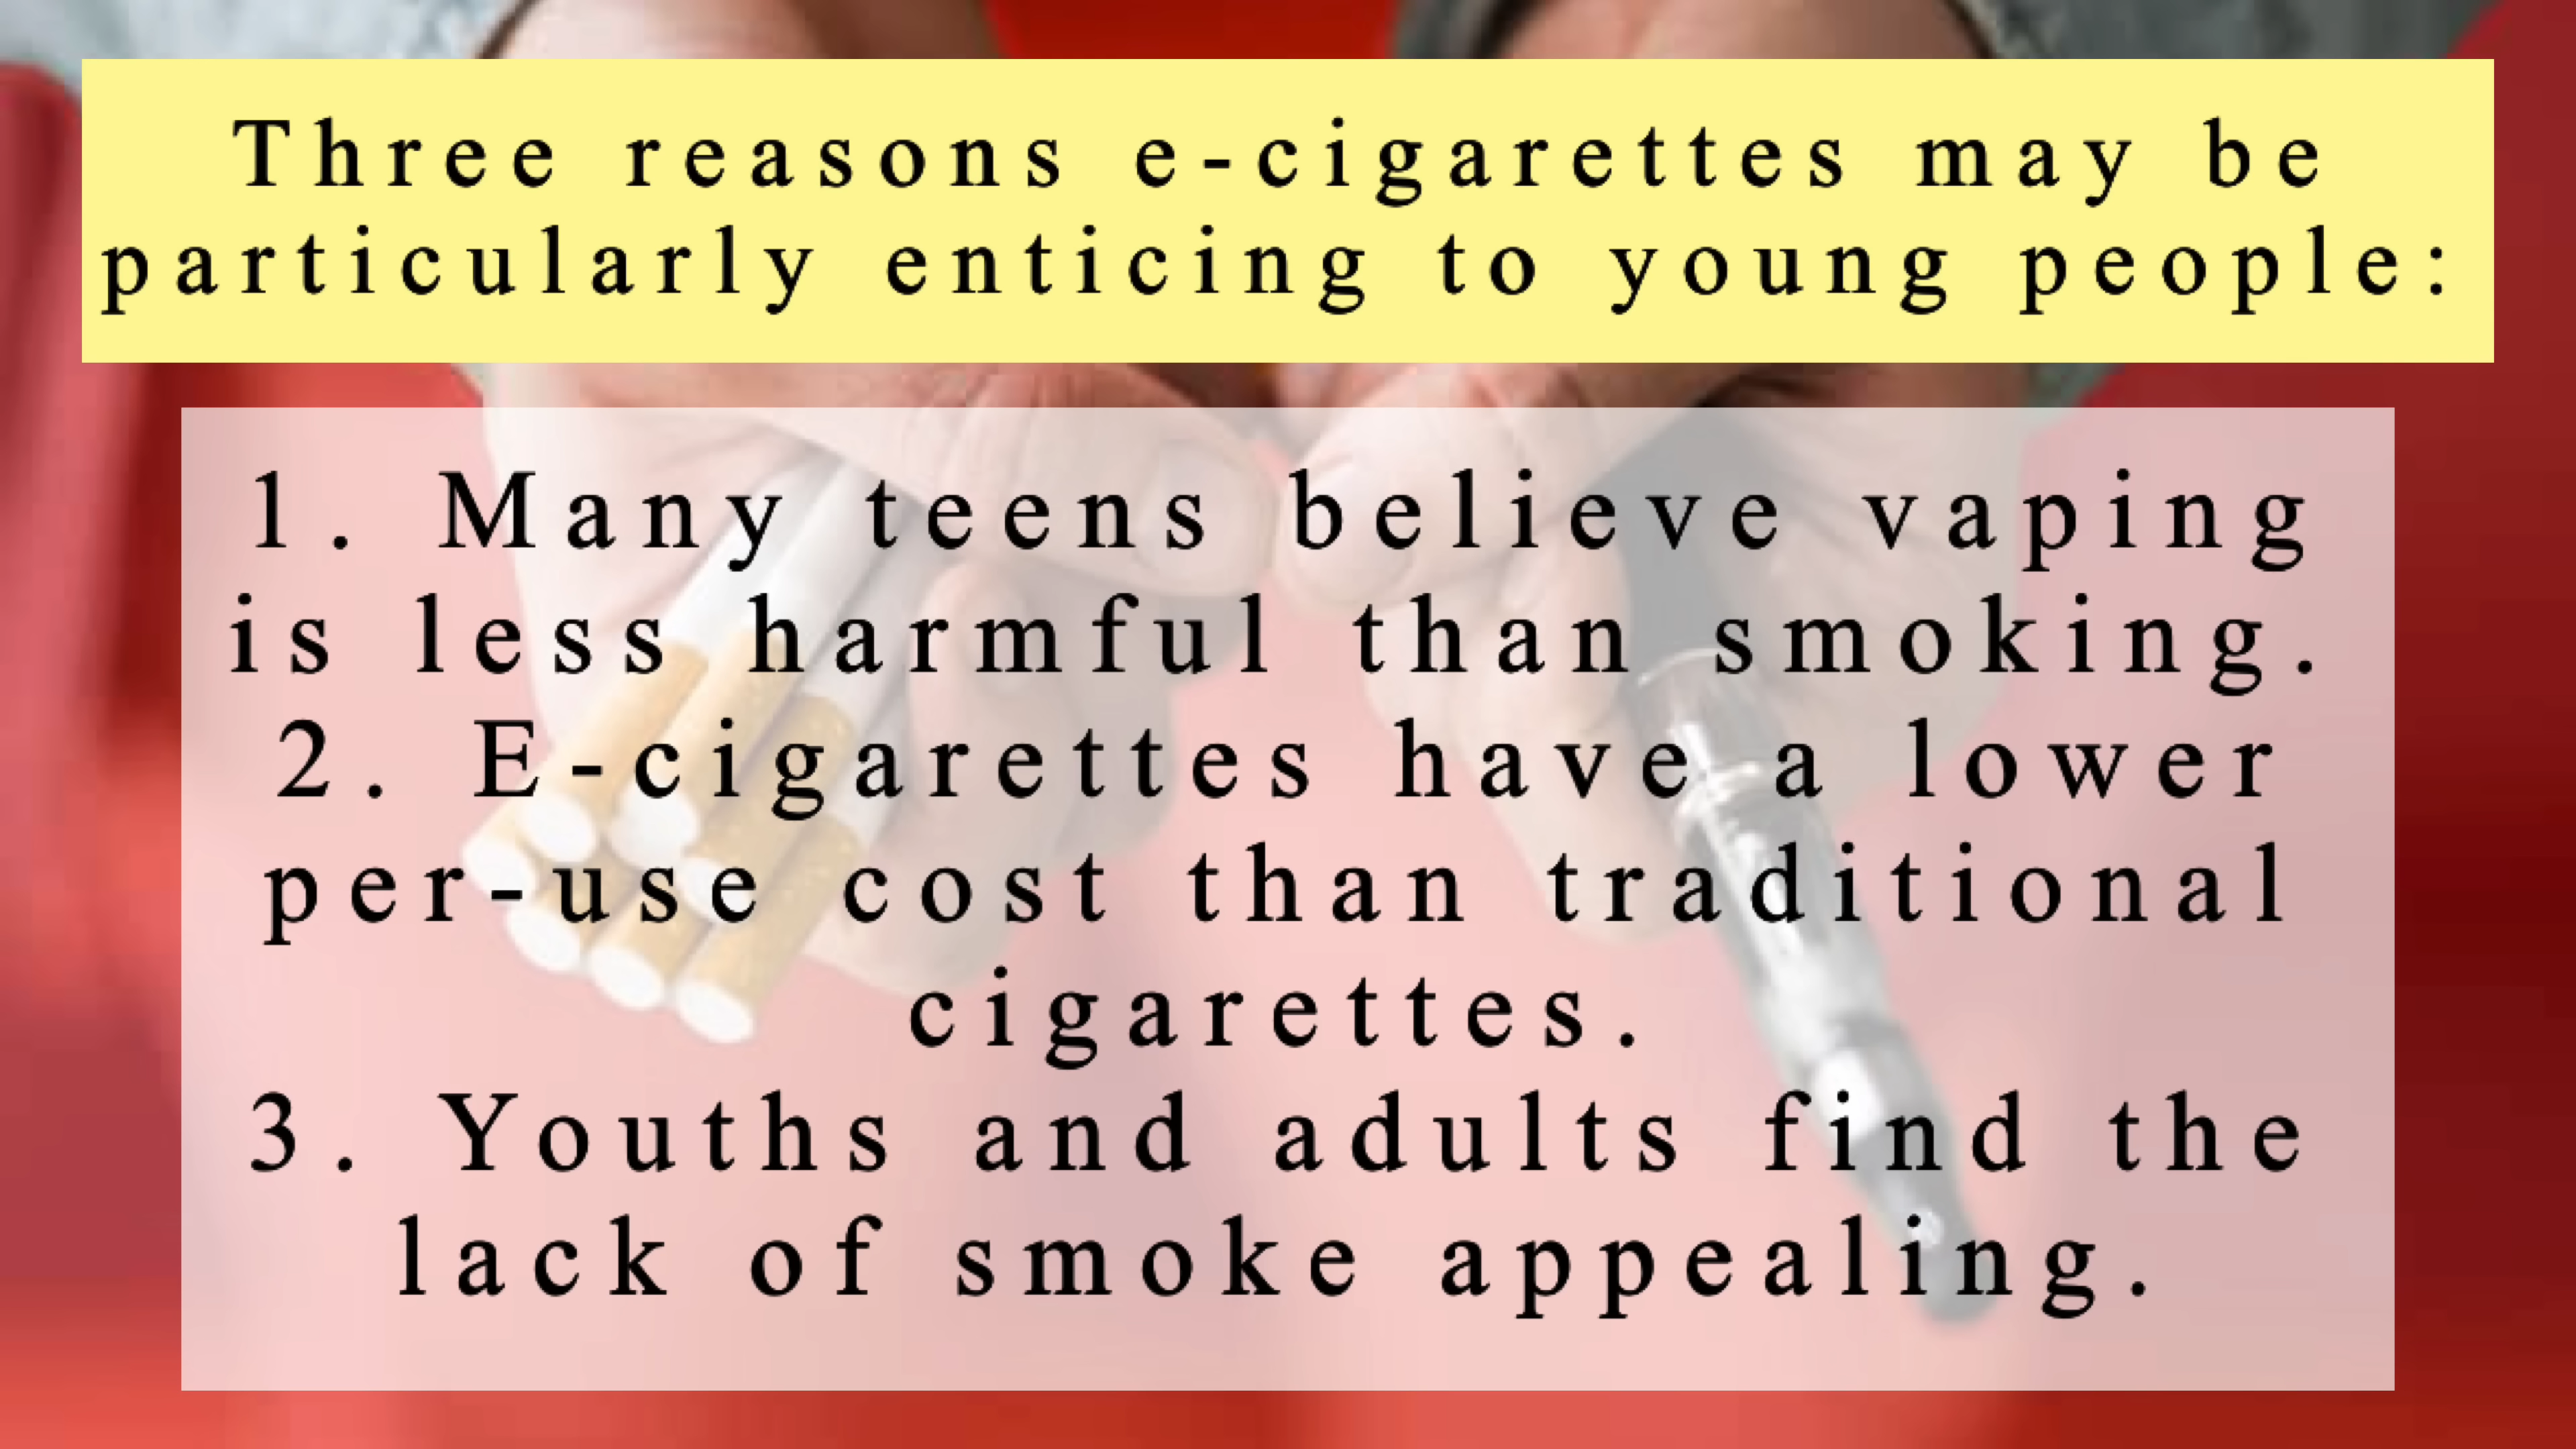 Three reasons e-cigarettes may be
particularly enticing to young people:
1. Many teens believe vaping
is less harmful than smoking.
2. E-cigarettes have a lower
per-use cost than traditional
cigarettes.
3. Youths and adults find the
lack of smoke appealing.